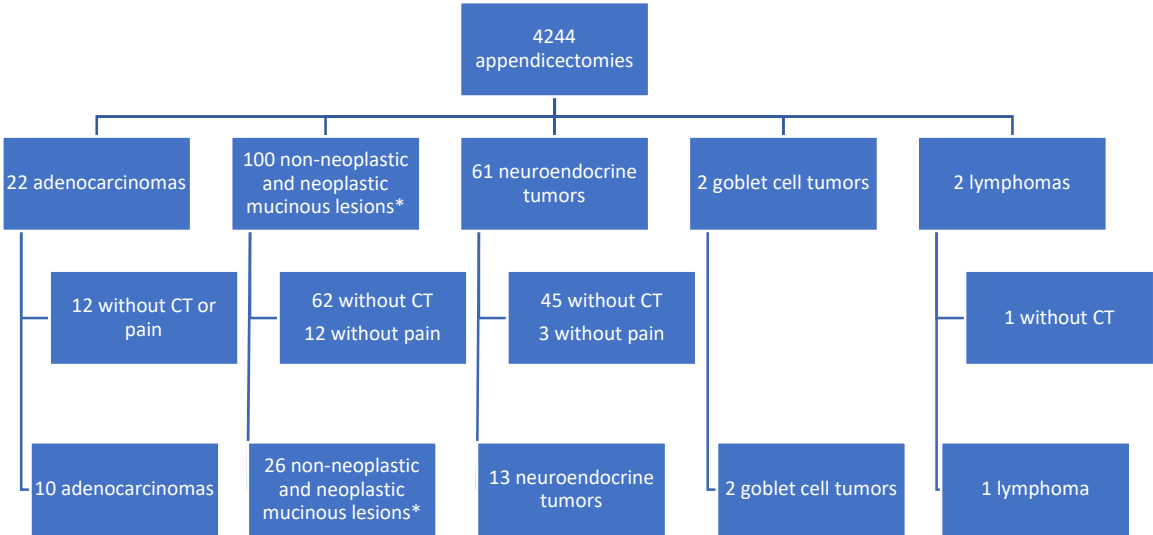 4244
appendicectomies
22 adenocarcinomas
100 non-neoplastic
and neoplastic
mucinous lesions*
61 neuroendocrine
tumors
2 goblet cell tumors
2 lymphomas
12 without CT or
pain
62 without CT
12 without pain
45 without CT
3 without pain
1 without CT
10 adenocarcinomas
26 non-neoplastic
and neoplastic
mucinous lesions*
13 neuroendocrine
tumors
2 goblet cell tumors
1 lymphoma